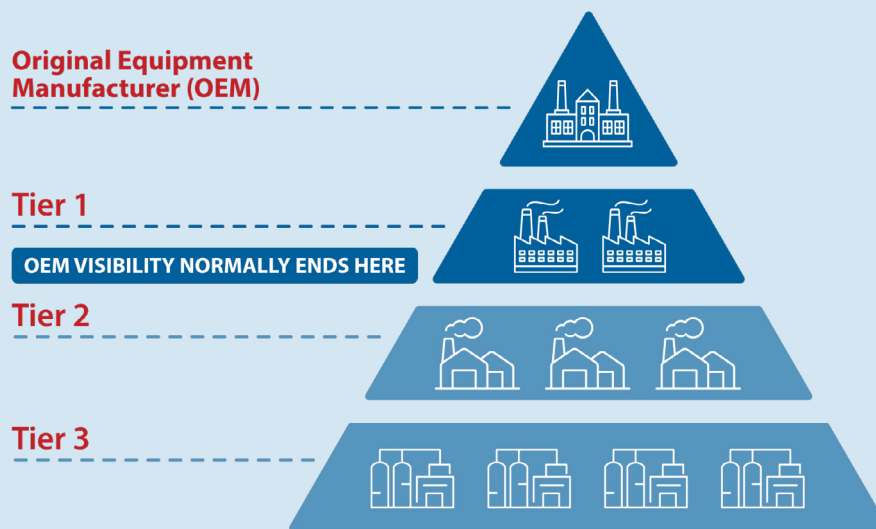 Original Equipment
Manufacturer (OEM)
Tier 1
OEM VISIBILITY NORMALLY ENDS HERE
Tier 2
Tier 3